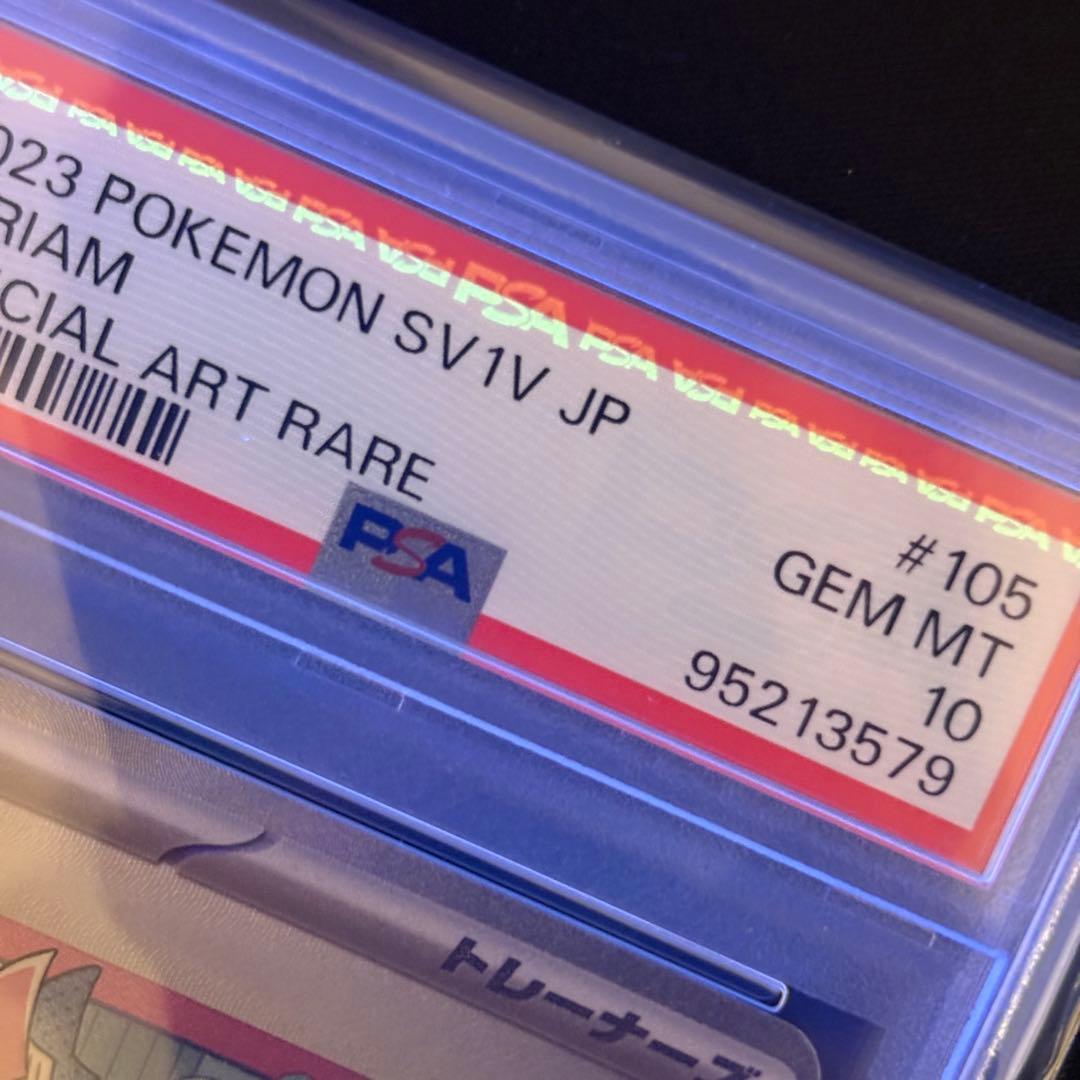 023 POKEMON SV1V JP
#105
RIAM
GEM MT
CIAL ART RARE
10
PSA
95213579
トレーナーズ